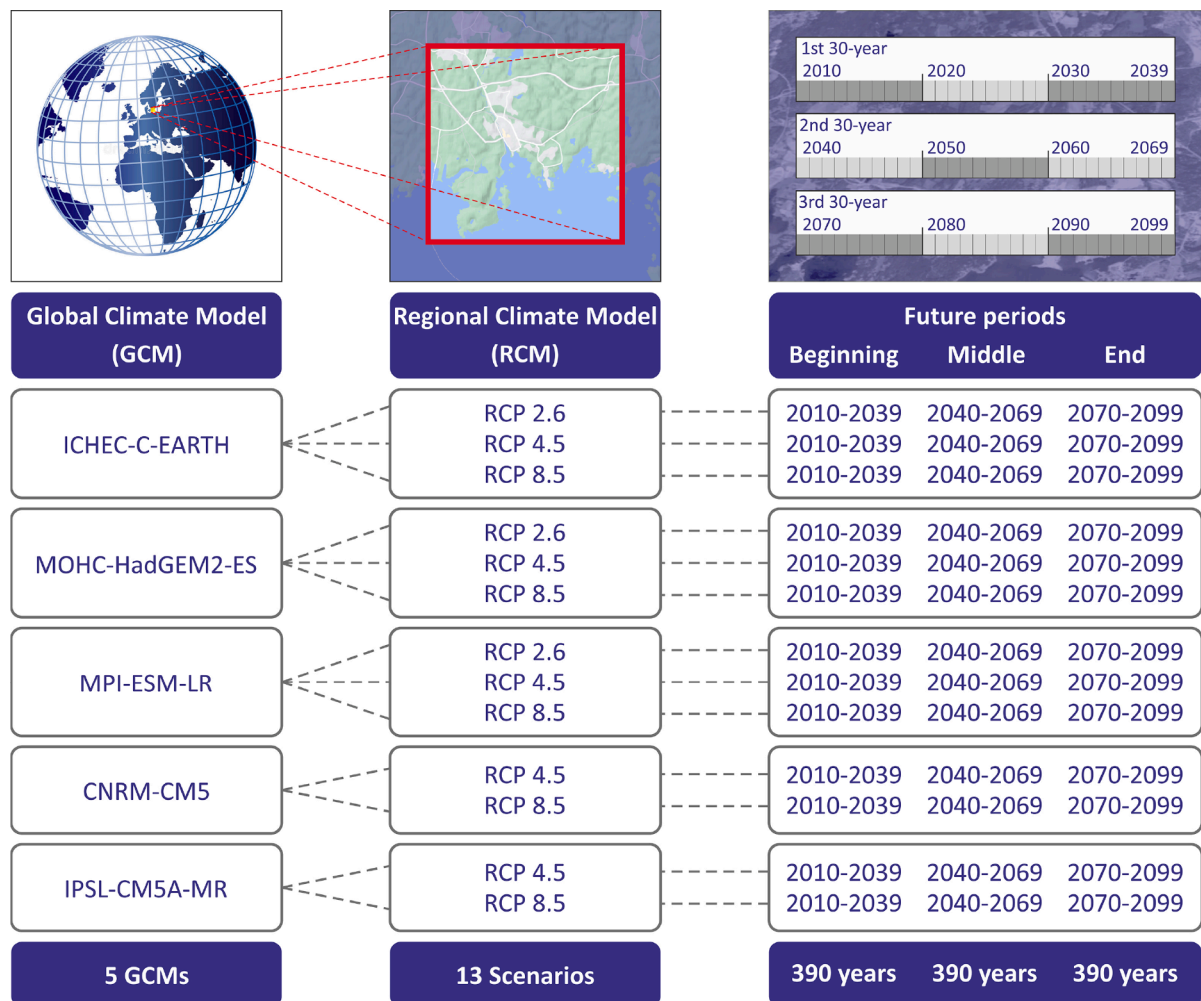 1st 30-year
2010 2020 2030 2039
2nd 30-year
2040 2050 2060 2069
3rd 30-year
2070 2080 2090 2099
Global Climate Model
(GCM)
Regional Climate Model
(RCM)
Future periods
Beginning Middle End
ICHEC-C-EARTH
RCP 2.6
RCP 4.5
RCP 8.5
2010-2039 2040-2069 2070-2099
2010-2039 2040-2069 2070-2099
2010-2039 2040-2069 2070-2099
MOHC-HadGEM2-ES
RCP 2.6
RCP 4.5
RCP 8.5
2010-2039 2040-2069 2070-2099
2010-2039 2040-2069 2070-2099
2010-2039 2040-2069 2070-2099
MPI-ESM-LR
RCP 2.6
RCP 4.5
RCP 8.5
2010-2039 2040-2069 2070-2099
2010-2039 2040-2069 2070-2099
2010-2039 2040-2069 2070-2099
CNRM-CM5
RCP 4.5
RCP 8.5
2010-2039 2040-2069 2070-2099
2010-2039 2040-2069 2070-2099
IPSL-CM5A-MR
RCP 4.5
RCP 8.5
2010-2039 2040-2069 2070-2099
2010-2039 2040-2069 2070-2099
5 GCMs
13 Scenarios
390 years 390 years 390 years